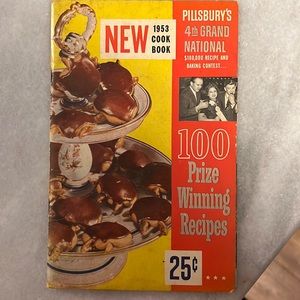 NEW
1953
COOK
BOOK
PILLSBURY'S
4th GRAND
NATIONAL
$100,000 RECIPE AND
BAKING CONTEST
100
Prize
Winning
Recipes
25¢